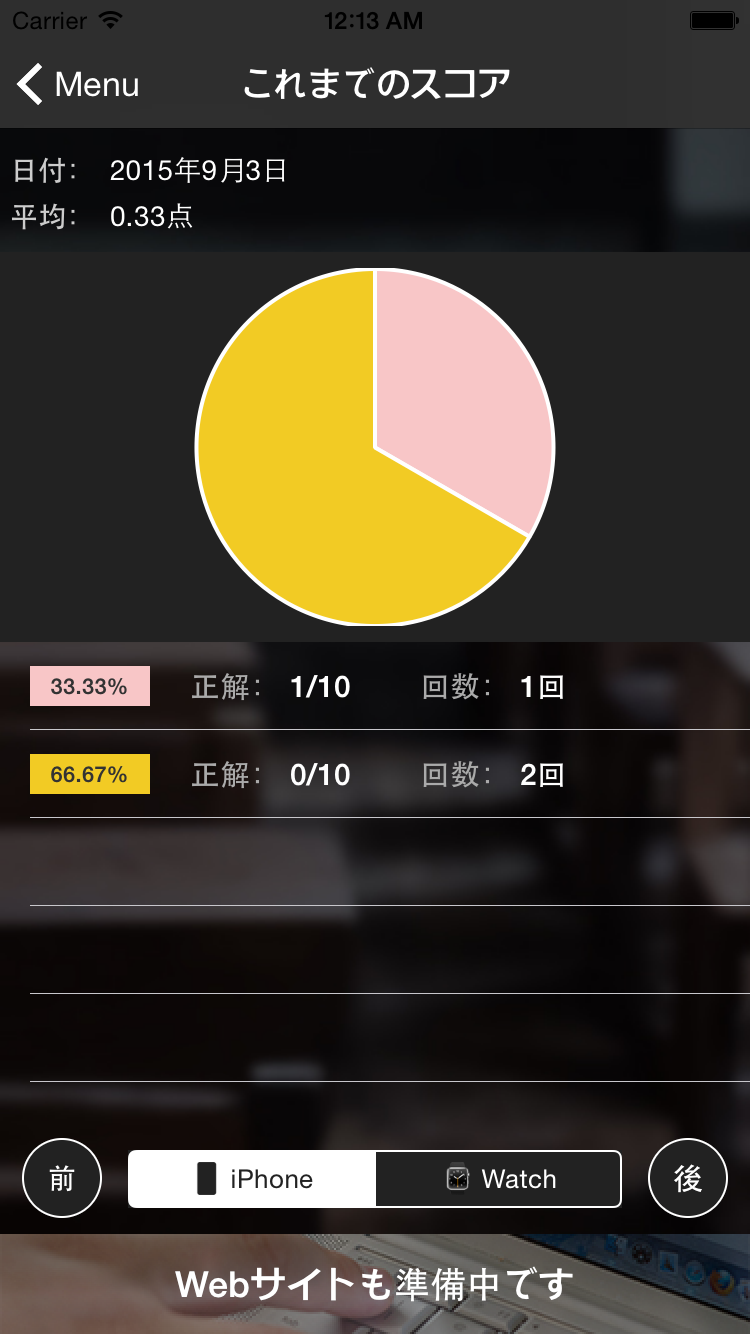 Carrier 12:13 AM
Menu これまでのスコア
日付： 2015年9月3日
平均： 0.33点
33.33% 正解： 1/10 回数： 1回
66.67% 正解： 0/10 回数： 2回
前 iPhone Watch 後
Webサイトも準備中です